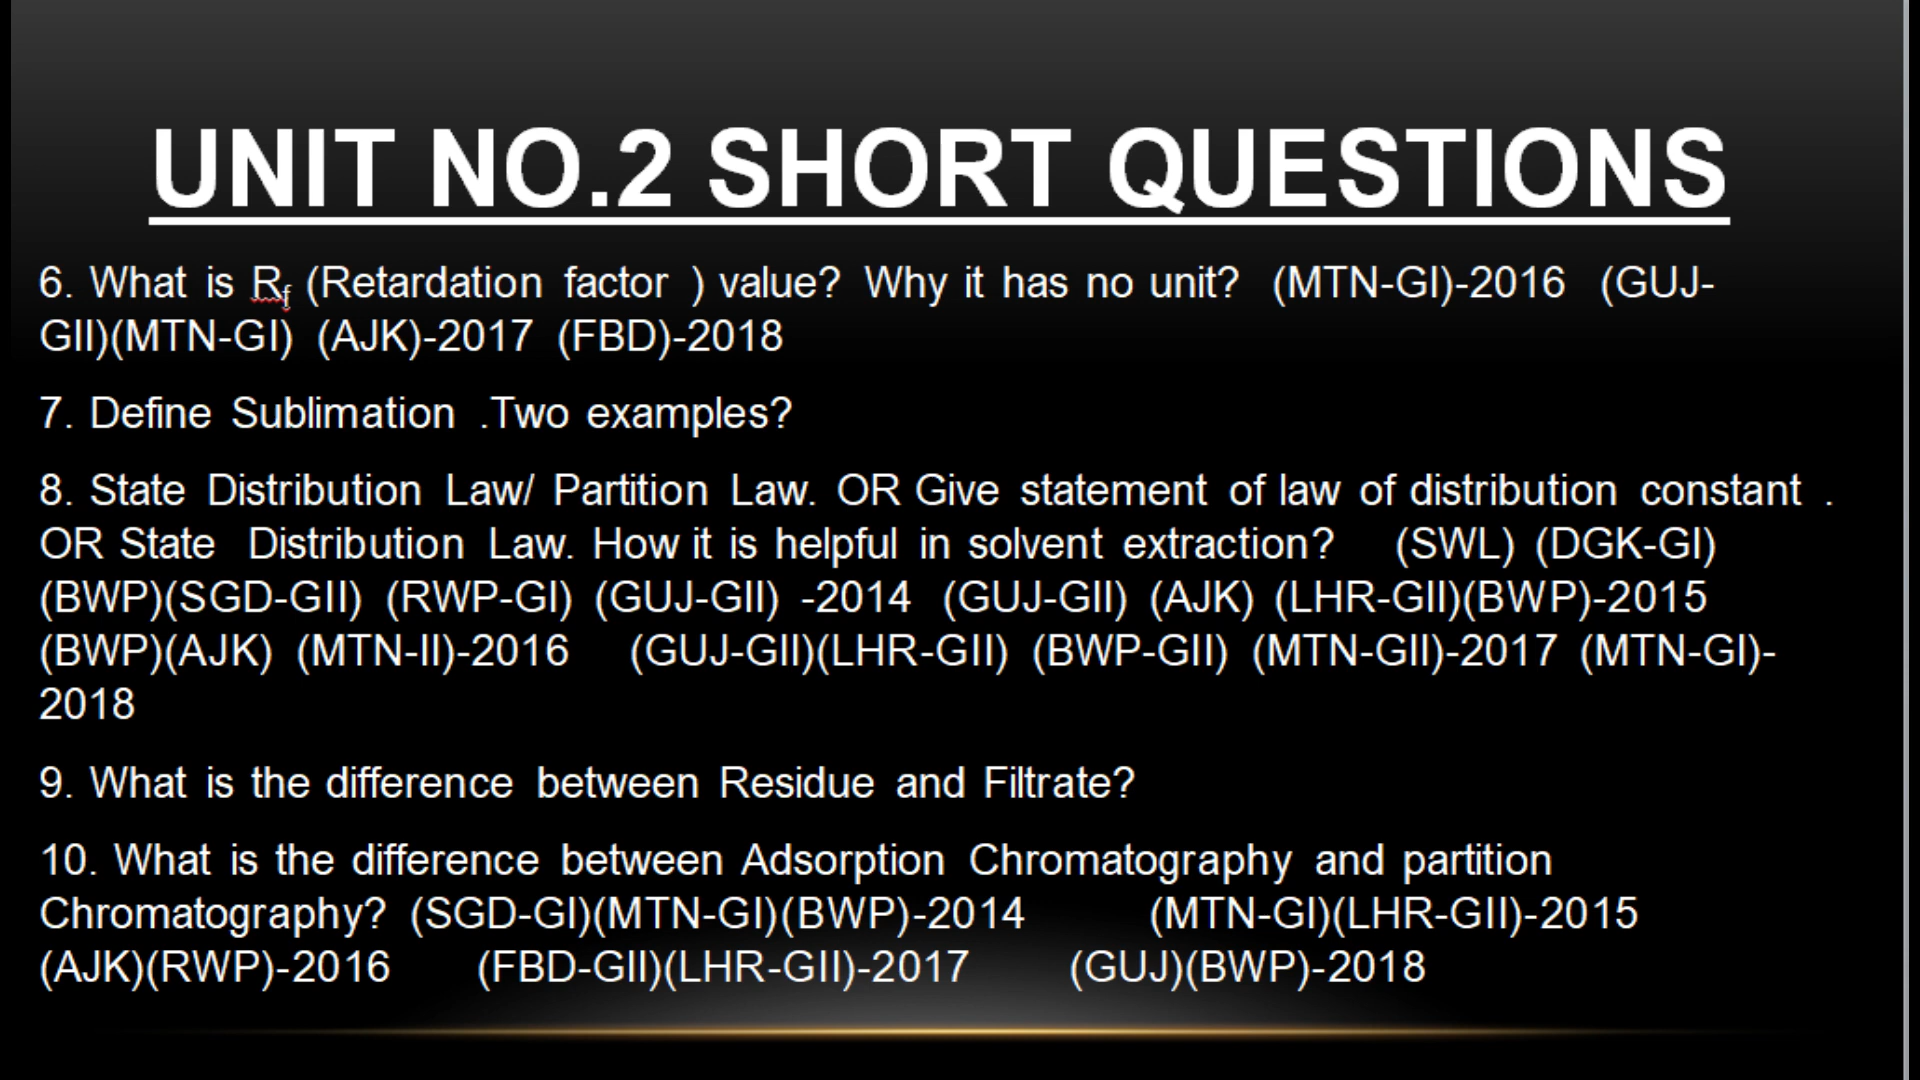 UNIT NO.2 SHORT QUESTIONS
6. What is Rf (Retardation factor ) value? Why it has no unit? (MTN-GI)-2016 (GUJ-
GII)(MTN-GI) (AJK)-2017 (FBD)-2018
7. Define Sublimation .Two examples?
8. State Distribution Law/ Partition Law. OR Give statement of law of distribution constant .
OR State Distribution Law. How it is helpful in solvent extraction? (SWL) (DGK-GI)
(BWP)(SGD-GII) (RWP-GI) (GUJ-GII) -2014 (GUJ-GII) (AJK) (LHR-GII)(BWP)-2015
(BWP)(AJK) (MTN-II)-2016 (GUJ-GII)(LHR-GII) (BWP-GII) (MTN-GII)-2017 (MTN-GI)-
2018
9. What is the difference between Residue and Filtrate?
10. What is the difference between Adsorption Chromatography and partition
Chromatography? (SGD-GI)(MTN-GI)(BWP)-2014 (MTN-GI)(LHR-GII)-2015
(AJK)(RWP)-2016 (FBD-GII)(LHR-GII)-2017 (GUJ)(BWP)-2018